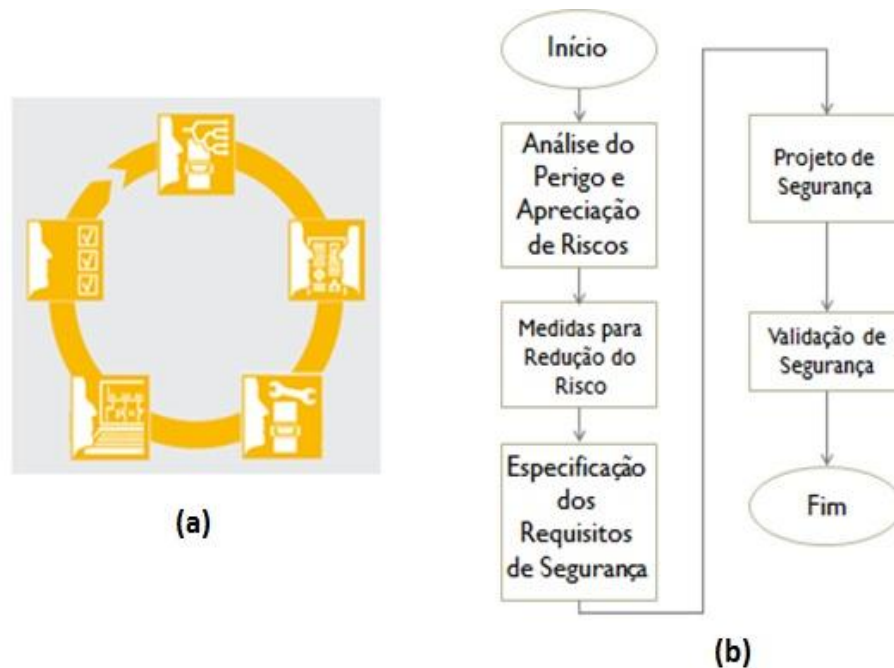 (a)
Início
Análise do
Perigo e
Apreciação
de Riscos
Medidas para
Redução do
Risco
Especificação
dos
Requisitos
de Segurança
Projeto de
Segurança
Validação de
Segurança
Fim
(b)